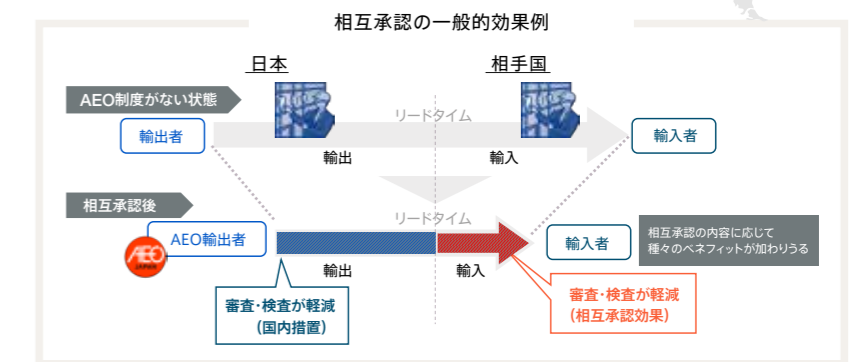 相互承認の一般的効果例
日本
相手国
AEO制度がない状態
リードタイム
輸出者
輸入者
輸出
輸入
相互承認後
リードタイム
AEO輸出者
輸入者
相互承認の内容に応じて
種々のベネフィットが加わりうる
AEO
JAPAN
輸出
輸入
審査・検査が軽減
(国内措置)
審査・検査が軽減
(相互承認効果)